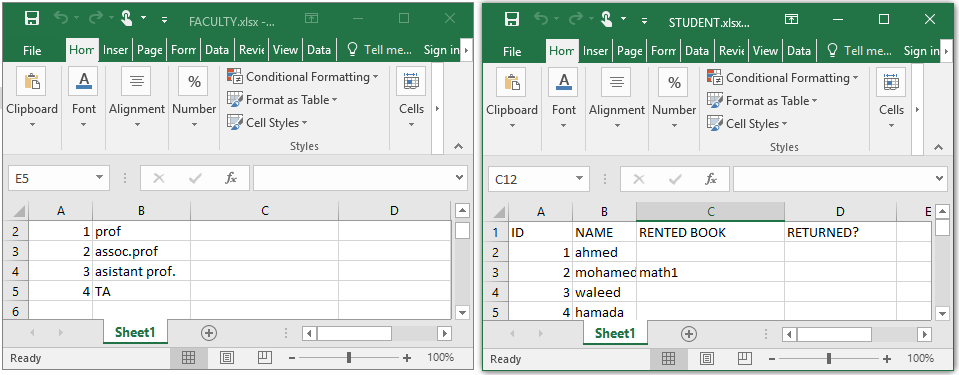 FACULTY.xlsx -...
File Hom Inser Page Form Data Revie View Add Tell me... Sign in
Clipboard Font Alignment Number Conditional Formatting Format as Table Cell Styles Styles Cells
E5 fx
A B C D
2 1 prof
3 2 assoc.prof
4 3 asistant prof.
5 4 TA
6
Sheet1
Ready 100%
STUDENT.xlsx...
File Hom Inser Page Form Data Revie View Add Tell me... Sign in
Clipboard Font Alignment Number Conditional Formatting Format as Table Cell Styles Styles Cells
C12 fx
A B C D E
1 ID NAME RENTED BOOK RETURNED?
2 1 ahmed
3 2 mohamed math1
4 3 waleed
5 4 hamada
Sheet1
Ready 100%